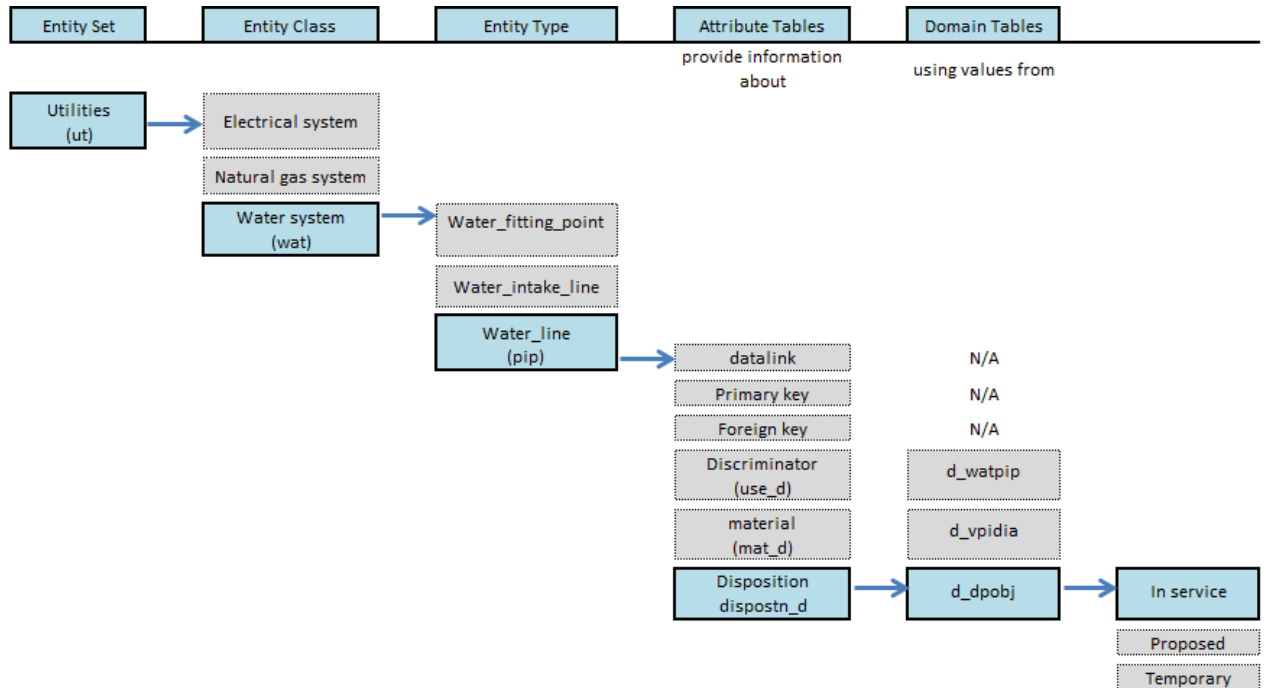 Entity Set
Entity Class
Entity Type
Attribute Tables
Domain Tables
provide information
about
using values from
Utilities
(ut)
Electrical system
Natural gas system
Water system
(wat)
Water_fitting_point
Water_intake_line
Water_line
(pip)
datalink
N/A
Primary key
N/A
Foreign key
N/A
Discriminator
(use_d)
d_watpip
material
(mat_d)
d_vpidia
Disposition
dispostn_d
d_dpobj
In service
Proposed
Temporary